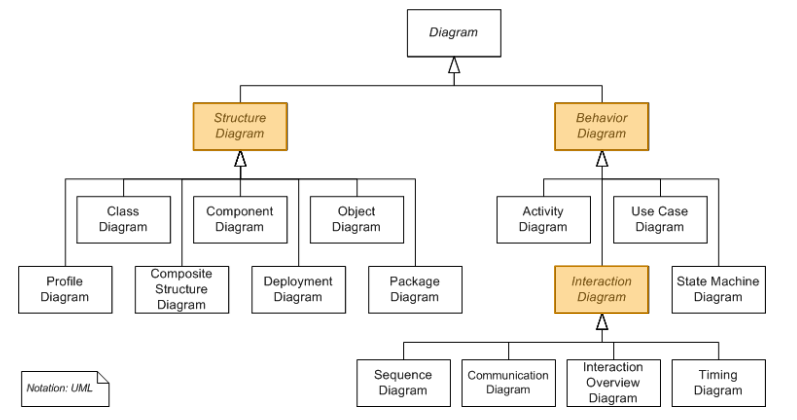 Diagram
Structure
Diagram
Behavior
Diagram
Class
Diagram
Component
Diagram
Object
Diagram
Activity
Diagram
Use Case
Diagram
Profile
Diagram
Composite
Structure
Diagram
Deployment
Diagram
Package
Diagram
Interaction
Diagram
State Machine
Diagram
Sequence
Diagram
Communication
Diagram
Interaction
Overview
Diagram
Timing
Diagram
Notation: UML